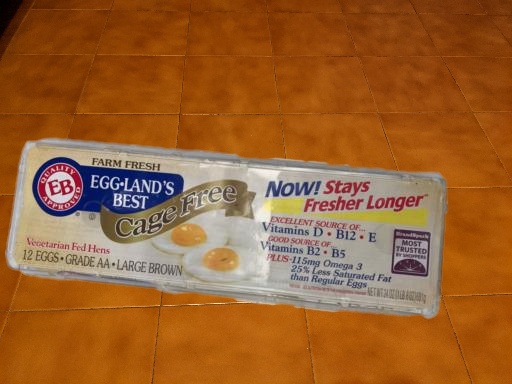 FARM FRESH
QUALITY
EB
APPROVED
EGG•LAND'S
BEST
Cage Free
Vegetarian Fed Hens
12 EGGS • GRADE AA • LARGE BROWN
NOW! Stays
Fresher Longer™
EXCELLENT SOURCE OF...
Vitamins D • B12 • E
GOOD SOURCE OF...
Vitamins B2 • B5
PLUS • 115mg Omega 3
25% Less Saturated Fat
than Regular Eggs
BrandSpark
MOST
TRUSTED
BY SHOPPERS